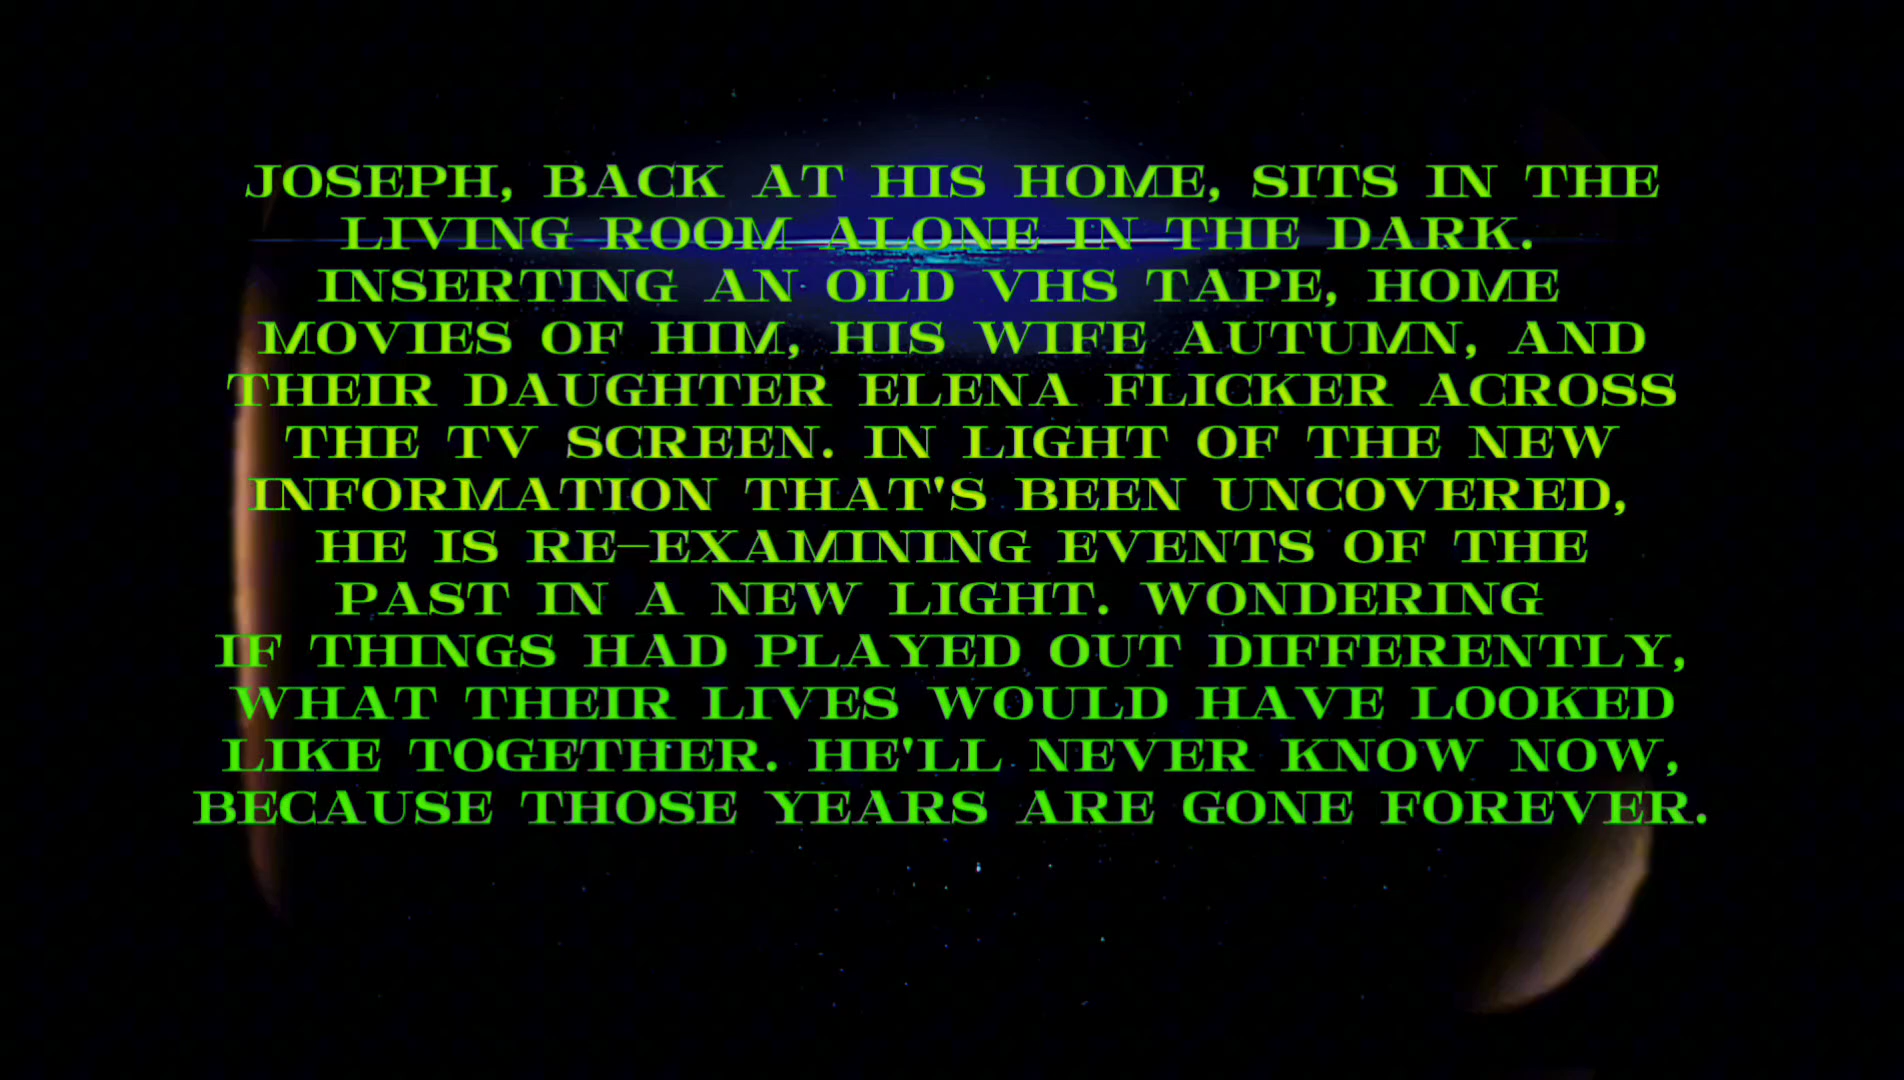 JOSEPH, BACK AT HIS HOME, SITS IN THE
LIVING ROOM ALONE IN THE DARK.
INSERTING AN OLD VHS TAPE, HOME
MOVIES OF HIM, HIS WIFE AUTUMN, AND
THEIR DAUGHTER ELENA FLICKER ACROSS
THE TV SCREEN. IN LIGHT OF THE NEW
INFORMATION THAT'S BEEN UNCOVERED,
HE IS RE-EXAMINING EVENTS OF THE
PAST IN A NEW LIGHT. WONDERING
IF THINGS HAD PLAYED OUT DIFFERENTLY,
WHAT THEIR LIVES WOULD HAVE LOOKED
LIKE TOGETHER. HE'LL NEVER KNOW NOW,
BECAUSE THOSE YEARS ARE GONE FOREVER.